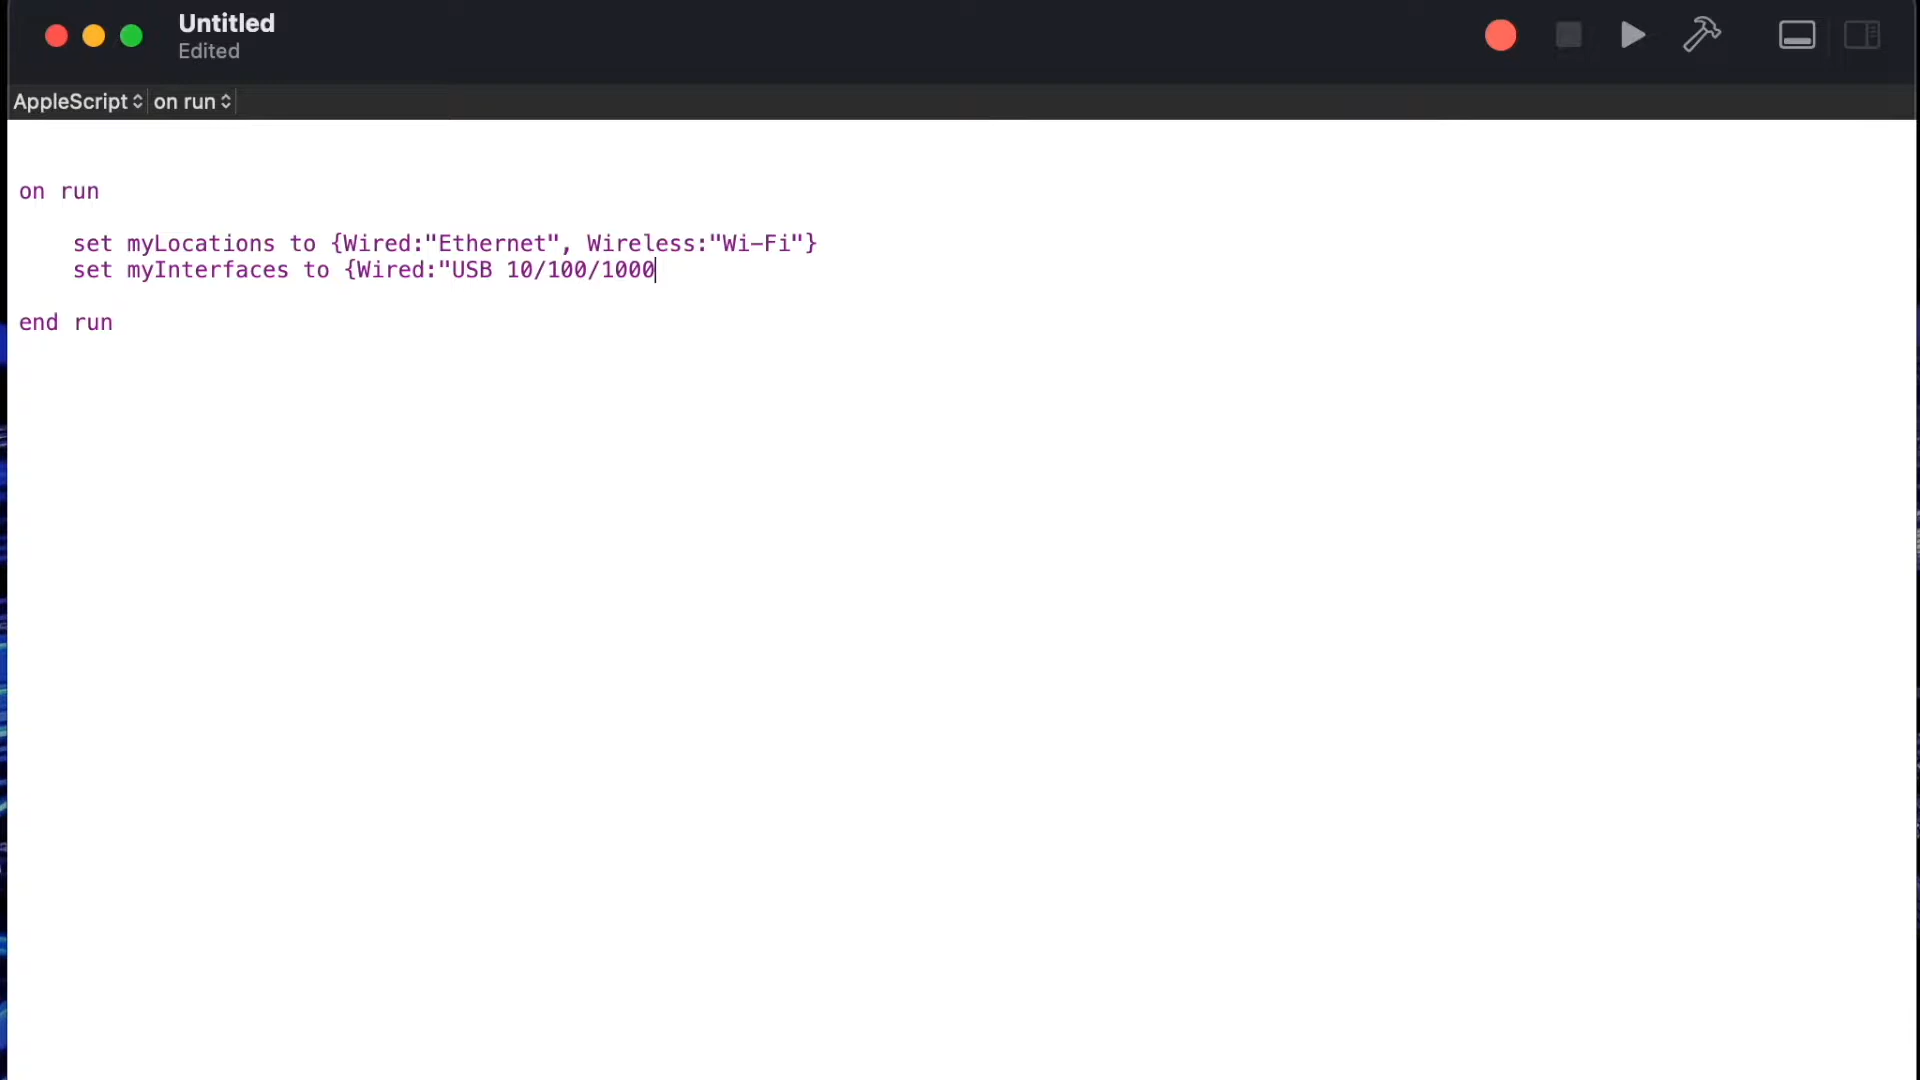 Untitled
Edited
AppleScript on run
on run
set myLocations to {Wired:"Ethernet", Wireless:"Wi-Fi"}
set myInterfaces to {Wired:"USB 10/100/1000
end run